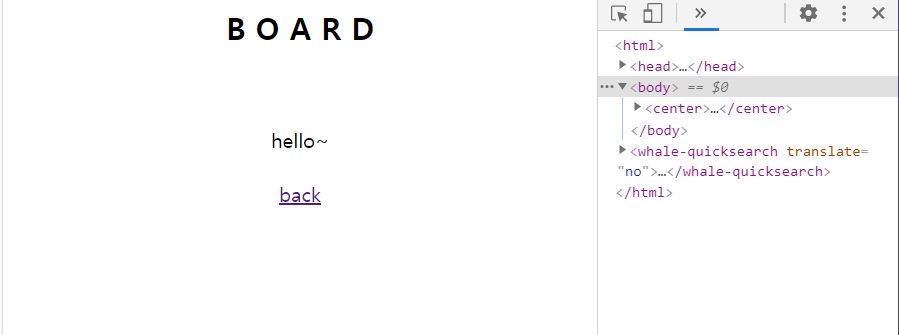 B O A R D
hello~
back
<html>
<head>…</head>
<body> == $0
<center>…</center>
</body>
<whale-quicksearch translate=
"no">…</whale-quicksearch>
</html>